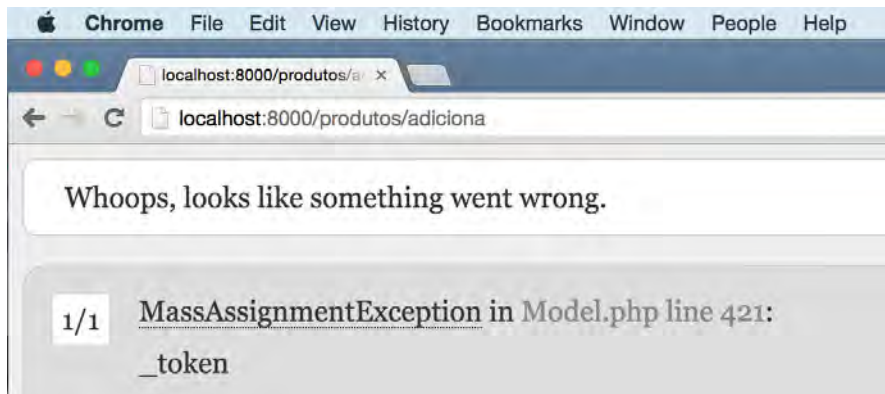 Chrome File Edit View History Bookmarks Window People Help
localhost:8000/produtos/a
localhost:8000/produtos/adiciona
Whoops, looks like something went wrong.
1/1 MassAssignmentException in Model.php line 421:
_token